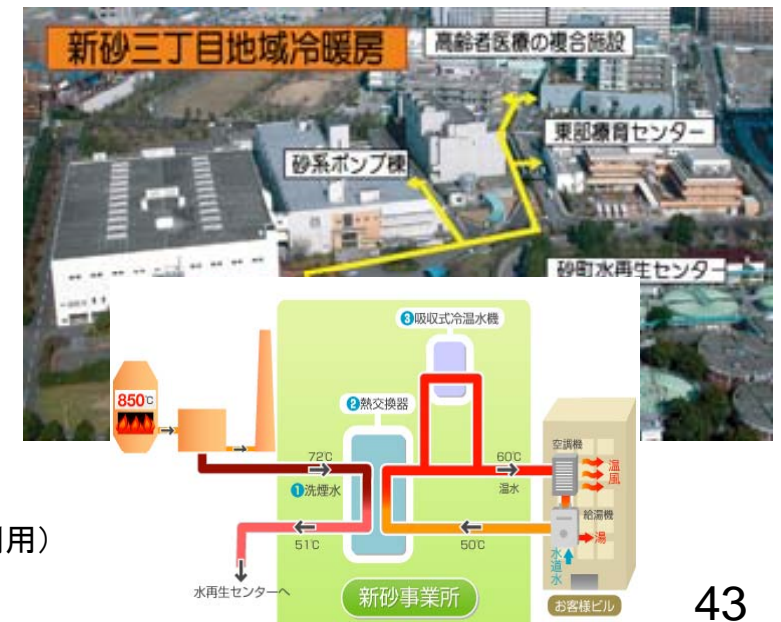 新砂三丁目地域冷暖房
高齢者医療の複合施設
東部療育センター
砂系ポンプ棟
砂町水再生センター
❸吸収式冷温水機
850℃
❷熱交換器
空調機
72℃
60℃
温風
❶洗煙水
温水
給湯機
湯
用）
51℃
50℃
水道水
水再生センターへ
新砂事業所
お客様ビル
43